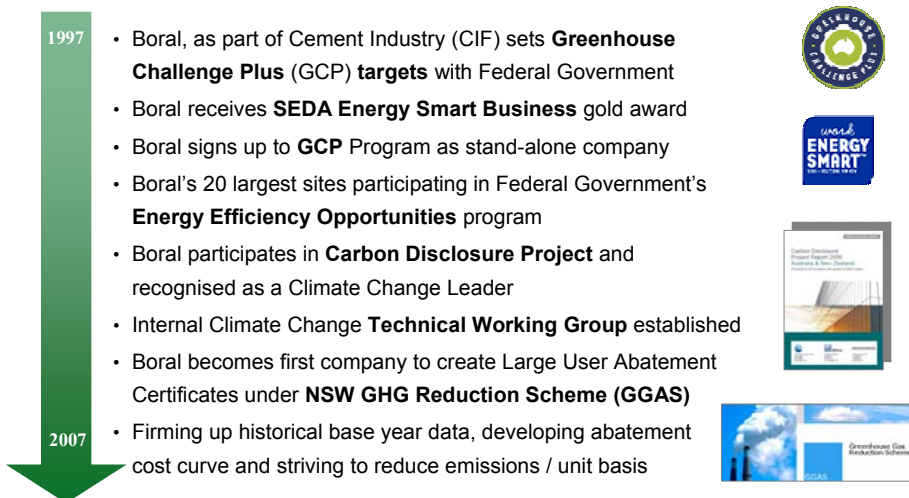 1997
• Boral, as part of Cement Industry (CIF) sets Greenhouse
Challenge Plus (GCP) targets with Federal Government
• Boral receives SEDA Energy Smart Business gold award
• Boral signs up to GCP Program as stand-alone company
• Boral's 20 largest sites participating in Federal Government's
Energy Efficiency Opportunities program
• Boral participates in Carbon Disclosure Project and
recognised as a Climate Change Leader
• Internal Climate Change Technical Working Group established
• Boral becomes first company to create Large User Abatement
Certificates under NSW GHG Reduction Scheme (GGAS)
2007
• Firming up historical base year data, developing abatement
cost curve and striving to reduce emissions / unit basis
GREENHOUSE
CHALLENGE PLUS
work
ENERGY
SMART
Carbon Disclosure
Project Report 2006
Australia & New Zealand
Greenhouse Gas
Reduction Scheme
GGAS